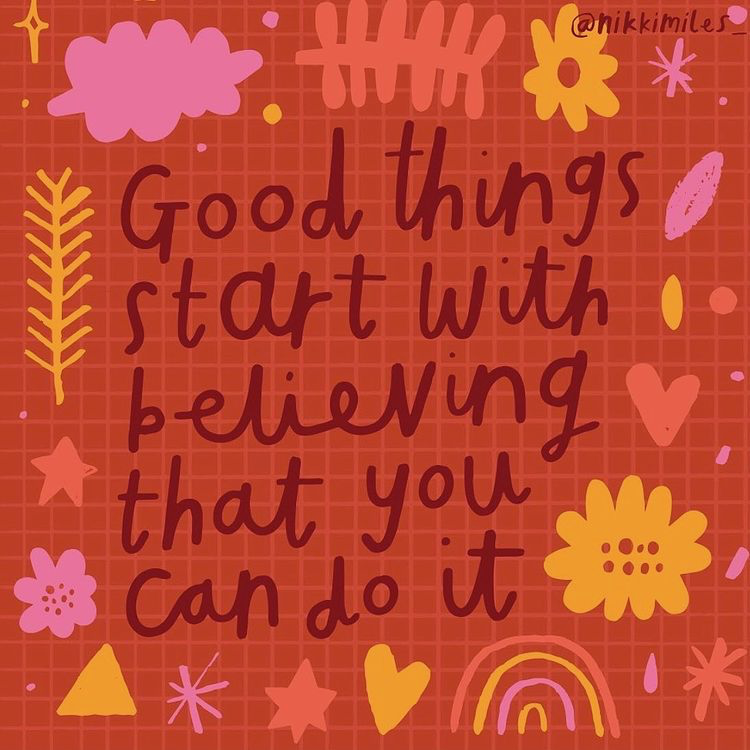 @nikkimiles_
Good things
start with
believing
that you
can do it